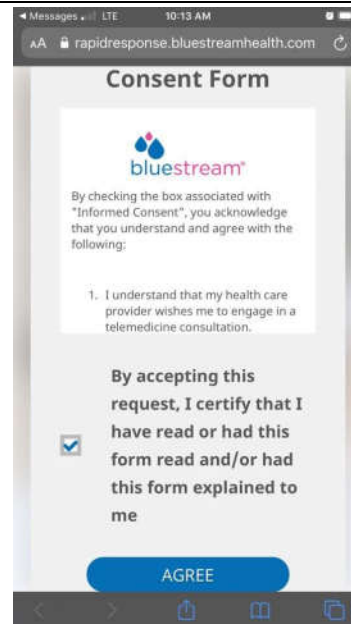 Messages LTE 10:13 AM
AA rapidresponse.bluestreamhealth.com
Consent Form
bluestream
By checking the box associated with
"Informed Consent", you acknowledge
that you understand and agree with the
following:
1. I understand that my health care
provider wishes me to engage in a
telemedicine consultation.
By accepting this
request, I certify that I
have read or had this
form read and/or had
this form explained to
me
AGREE